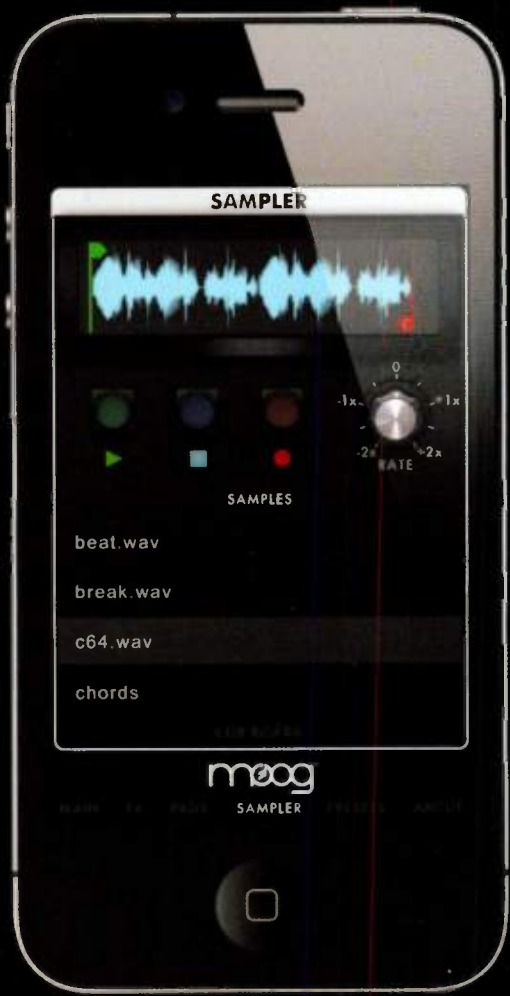 SAMPLER
0
-1x +1x
-2x +2x
RATE
SAMPLES
beat.wav
break.wav
c64.wav
chords
moog
SAMPLER